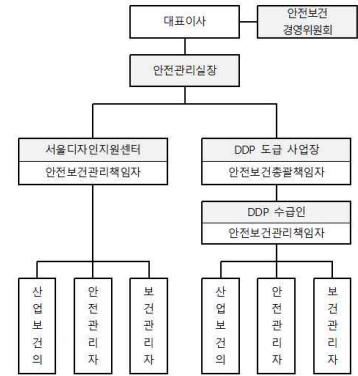 대표이사
안전보건
경영위원회
안전관리실장
서울디자인지원센터
안전보건관리책임자
DDP 도급 사업장
안전보건총괄책임자
DDP 수급인
안전보건관리책임자
산업보건의
안전관리자
보건관리자
산업보건의
안전관리자
보건관리자